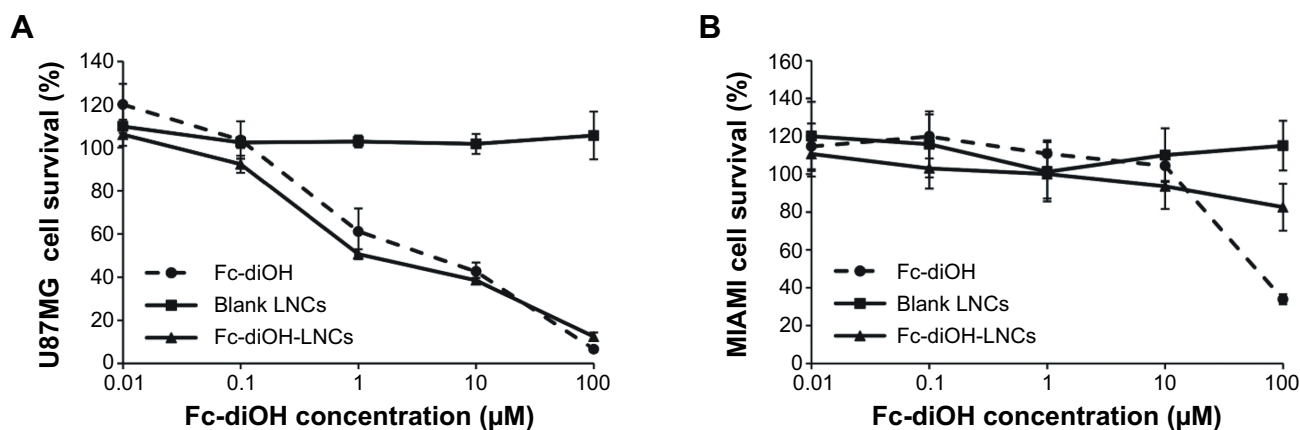 A
U87MG cell survival (%)
140
120
100
80
60
40
20
0
0.01 0.1 1 10 100
Fc-diOH concentration (µM)
Fc-diOH
Blank LNCs
Fc-diOH-LNCs
B
MIAMI cell survival (%)
160
140
120
100
80
60
40
20
0
0.01 0.1 1 10 100
Fc-diOH concentration (µM)
Fc-diOH
Blank LNCs
Fc-diOH-LNCs